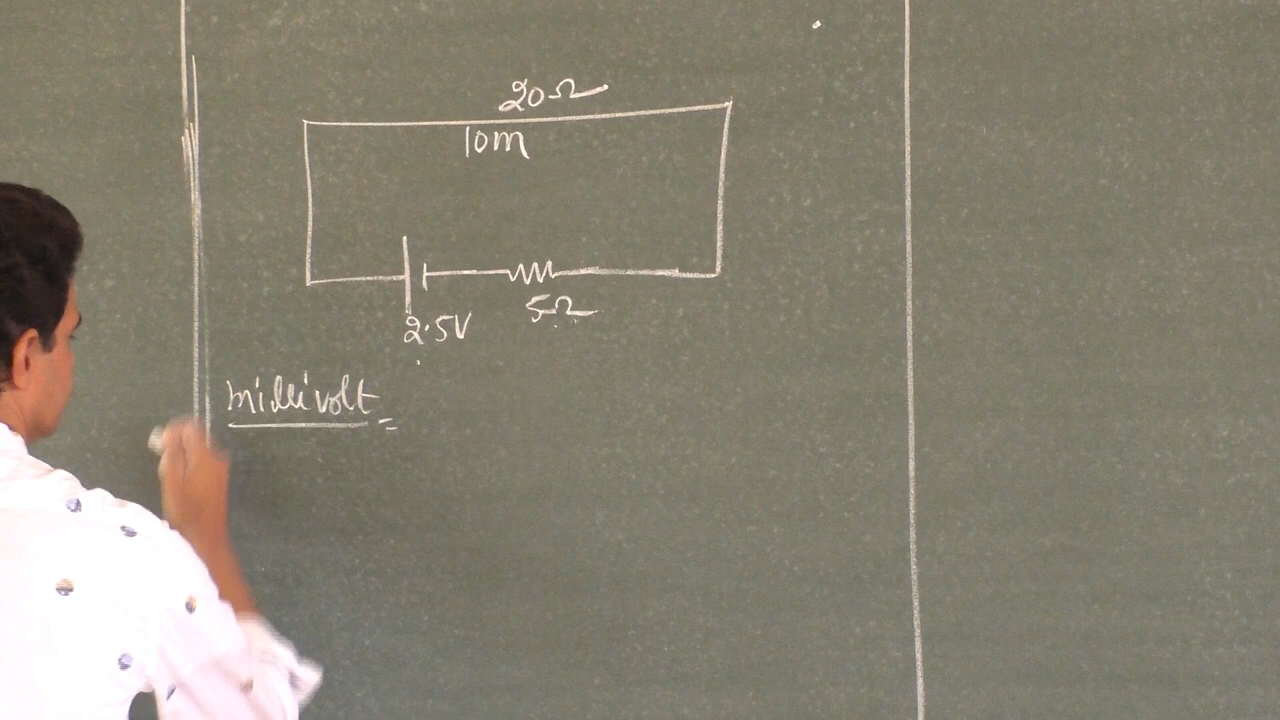 20Ω
10m
2.5V
5Ω
millivolt =